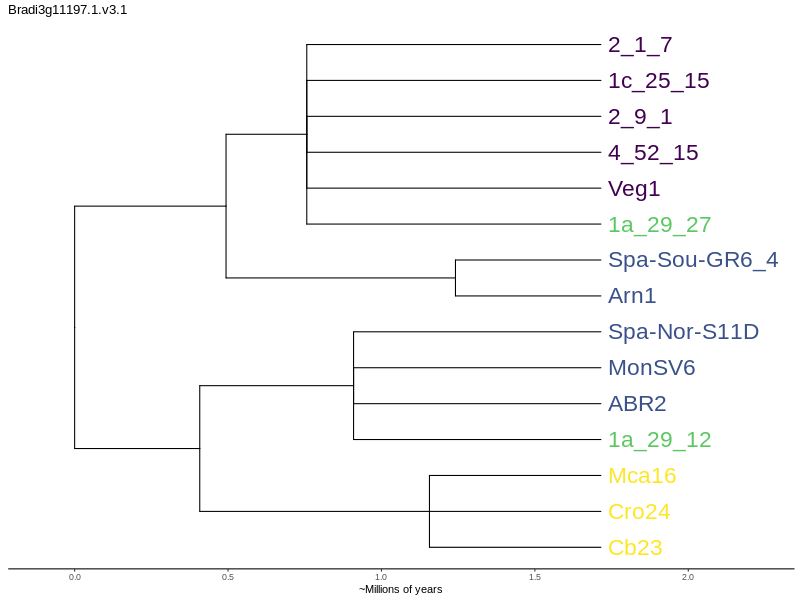 Bradi3g11197.1.v3.1
2_1_7
1c_25_15
2_9_1
4_52_15
Veg1
1a_29_27
Spa-Sou-GR6_4
Arn1
Spa-Nor-S11D
MonSV6
ABR2
1a_29_12
Mca16
Cro24
Cb23
0.0 0.5 1.0 1.5 2.0
~Millions of years